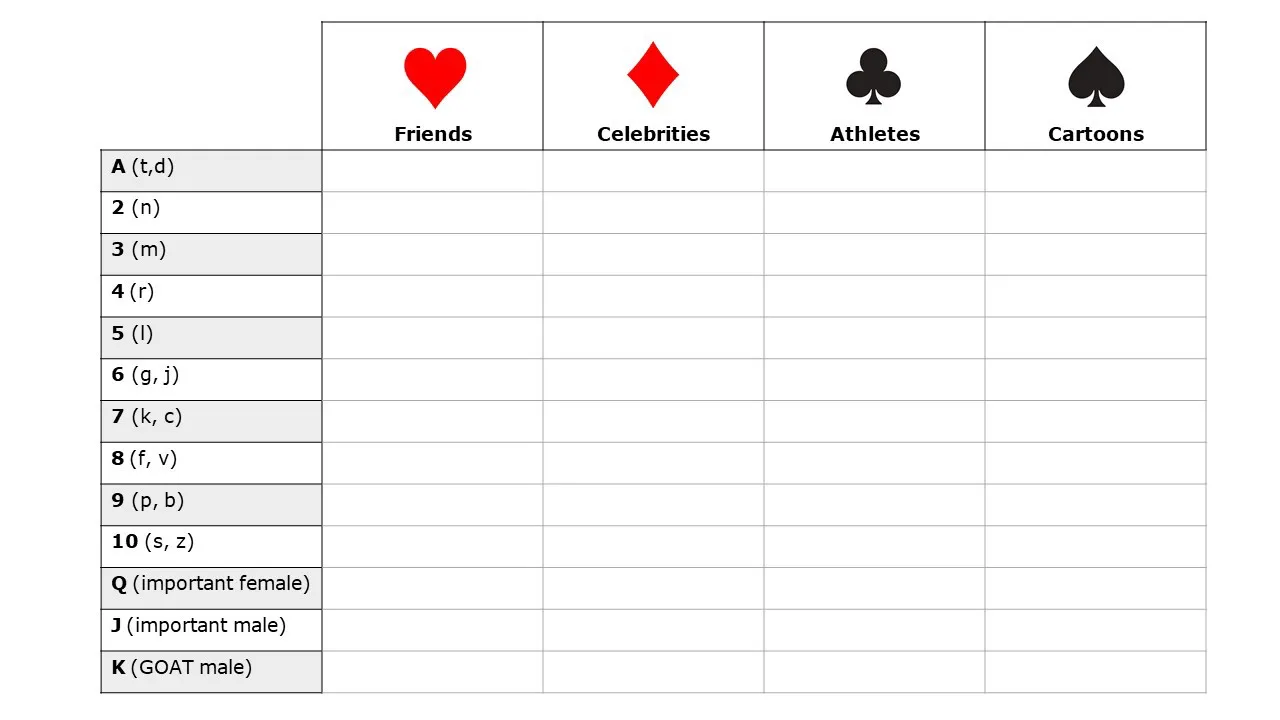 Friends Celebrities Athletes Cartoons
A (t,d)
2 (n)
3 (m)
4 (r)
5 (l)
6 (g, j)
7 (k, c)
8 (f, v)
9 (p, b)
10 (s, z)
Q (important female)
J (important male)
K (GOAT male)